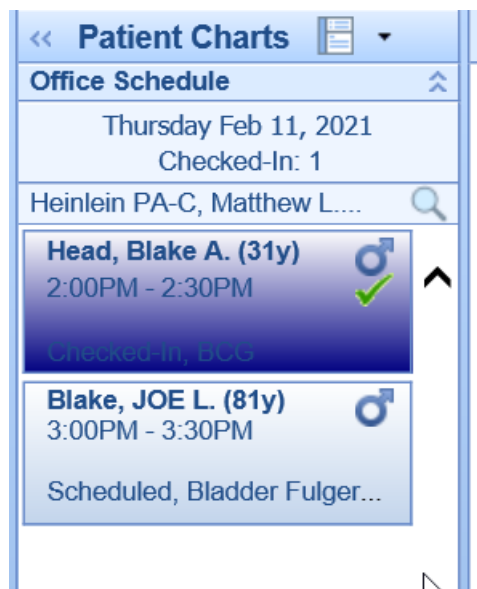 « Patient Charts
Office Schedule
Thursday Feb 11, 2021
Checked-In: 1
Heinlein PA-C, Matthew L....
Head, Blake A. (31y)
2:00PM - 2:30PM
Checked-In, BCG
Blake, JOE L. (81y)
3:00PM - 3:30PM
Scheduled, Bladder Fulger...